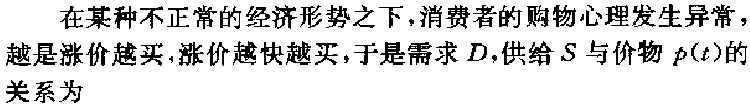 在某种不正常的经济形势之下,消费者的购物心理发生异常,
越是涨价越买,涨价越快越买,于是需求 D,供给 S 与价物 p(t)的
关系为